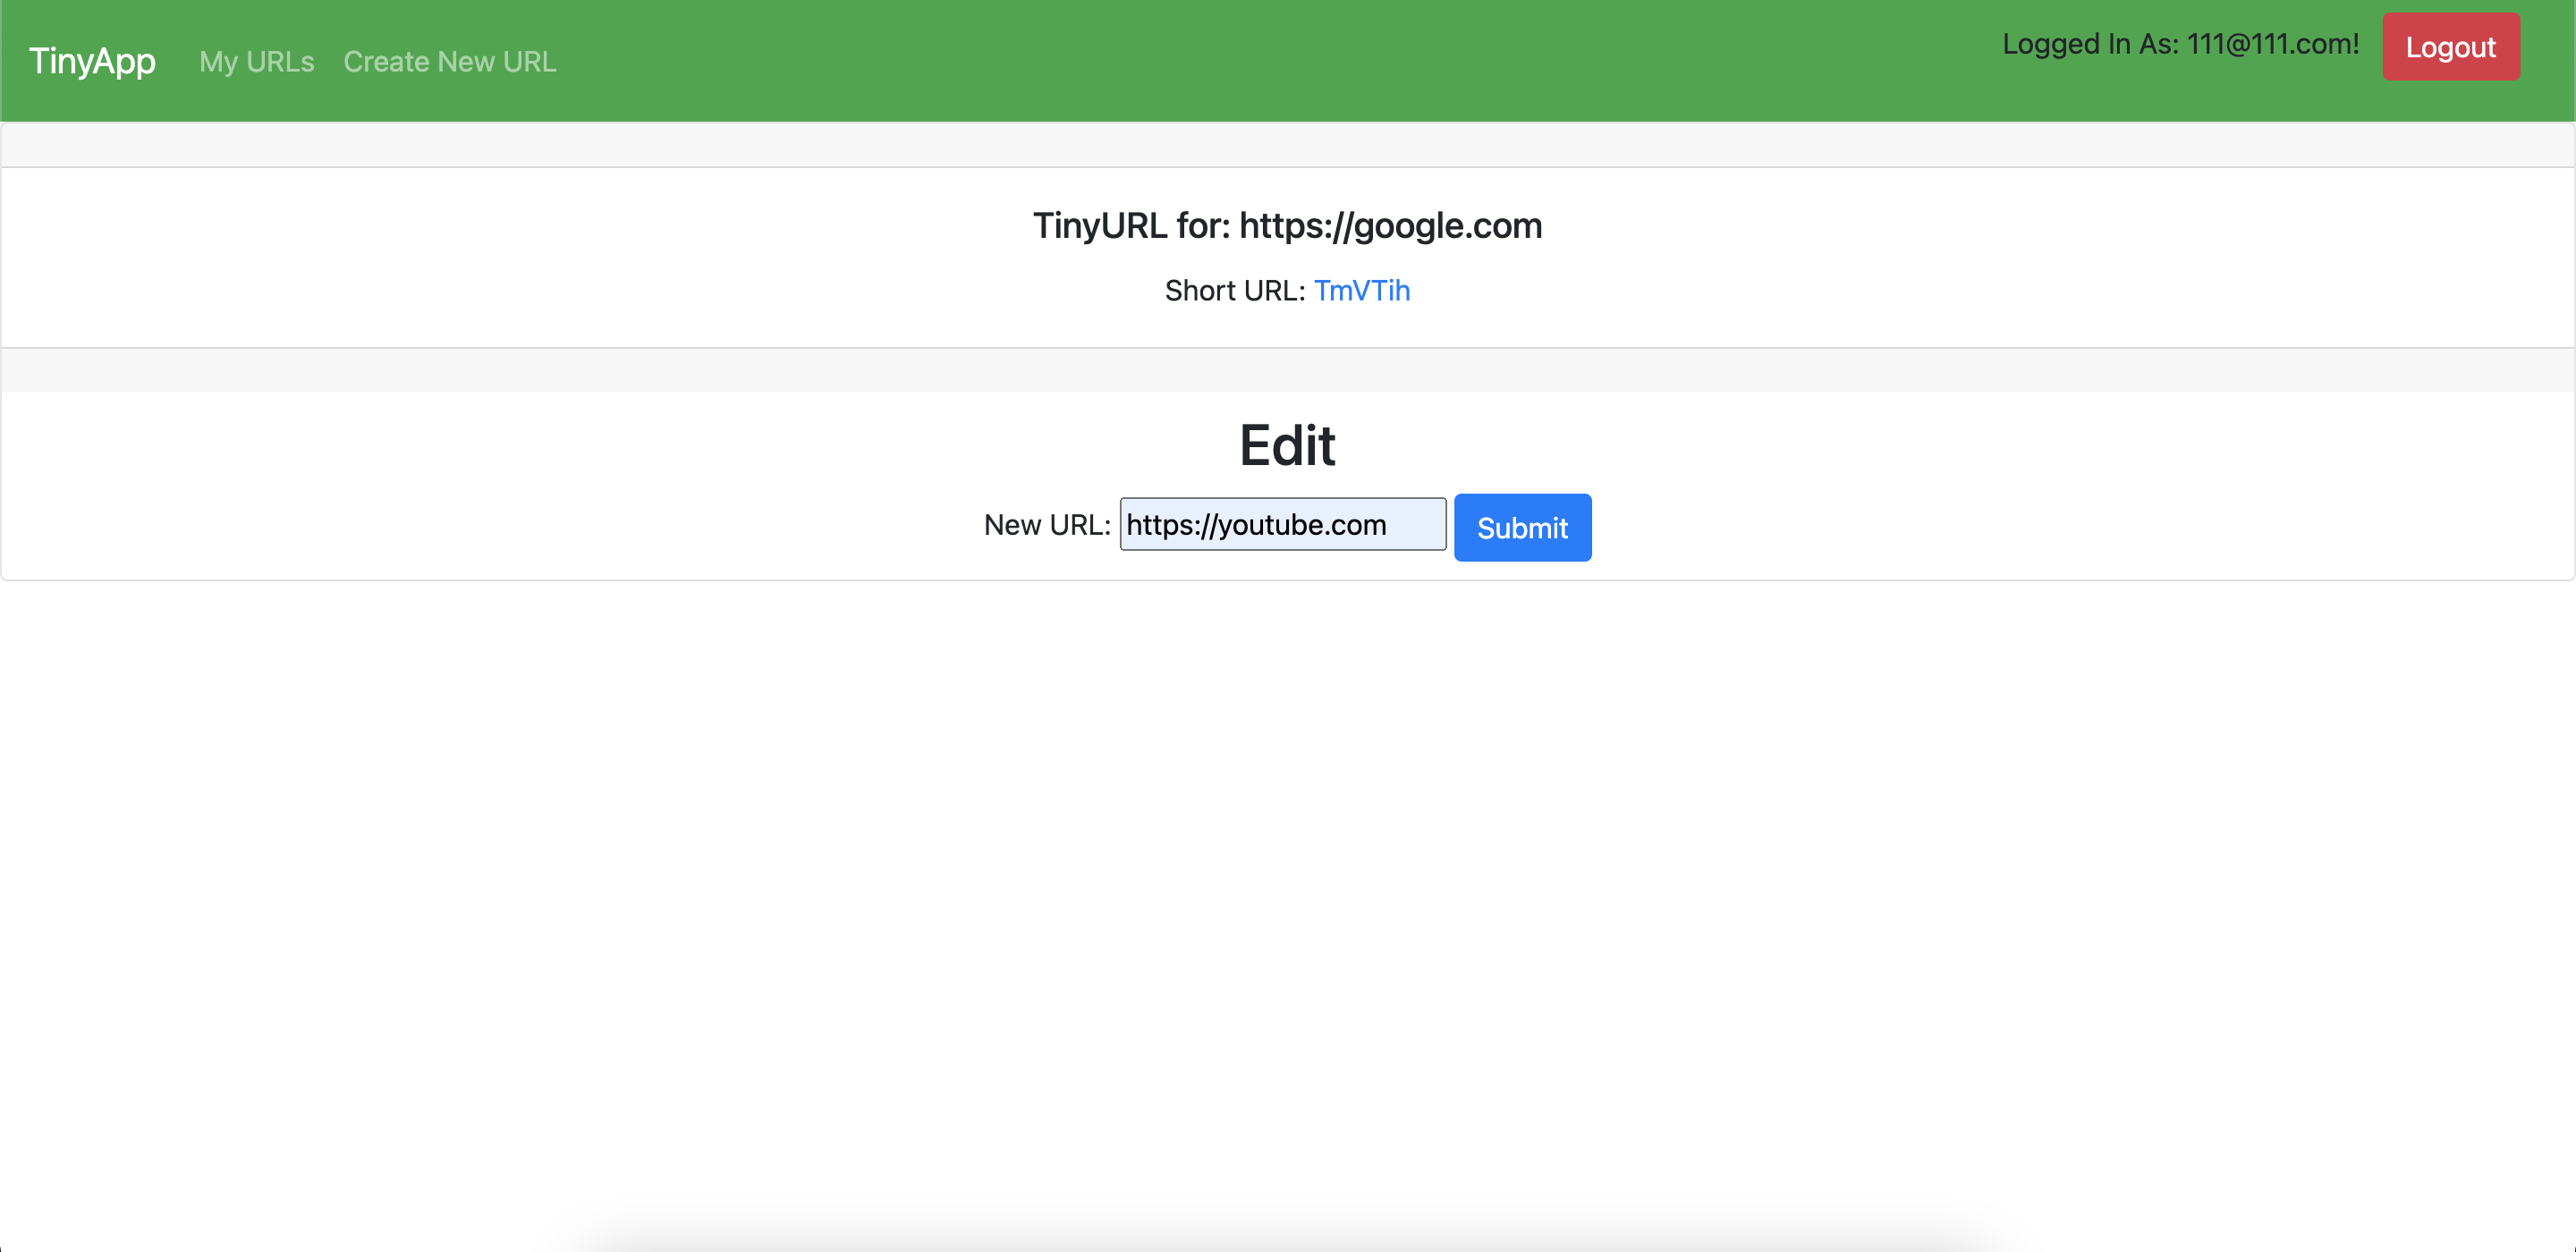 TinyApp My URLs Create New URL Logged In As: 111@111.com! Logout
TinyURL for: https://google.com
Short URL: TmVTih
Edit
New URL: https://youtube.com Submit